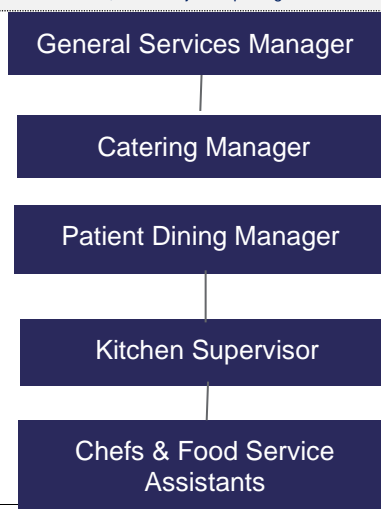 General Services Manager
Catering Manager
Patient Dining Manager
Kitchen Supervisor
Chefs & Food Service
Assistants